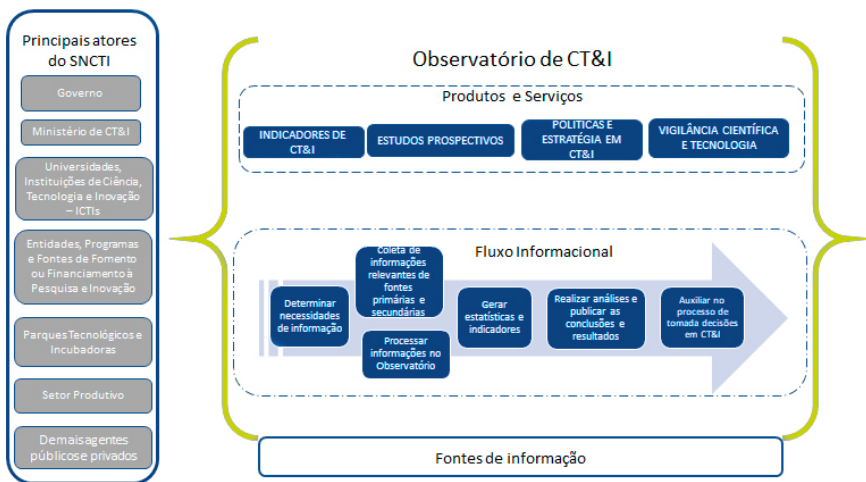 Principais atores
do SNCTI
Governo
Ministério de CT&I
Universidades,
Instituições de Ciência,
Tecnologia e Inovação
– ICTIs
Entidades, Programas
e Fontes de Fomento
ou Financiamento à
Pesquisa e Inovação
Parques Tecnológicos e
Incubadoras
Setor Produtivo
Demais agentes
públicos e privados
Observatório de CT&I
Produtos e Serviços
INDICADORES DE
CT&I
ESTUDOS PROSPECTIVOS
POLITICAS E
ESTRATÉGIA EM
CT&I
VIGILÂNCIA CIENTÍFICA
E TECNOLOGIA
Fluxo Informacional
Determinar
necessidades
de informação
Coleta de
informações
relevantes de
fontes
primárias e
secundárias
Processar
informações no
Observatório
Gerar
estatísticas e
indicadores
Realizar análises e
publicar as
conclusões e
resultados
Auxiliar no
processo de
tomada decisões
em CT&I
Fontes de informação